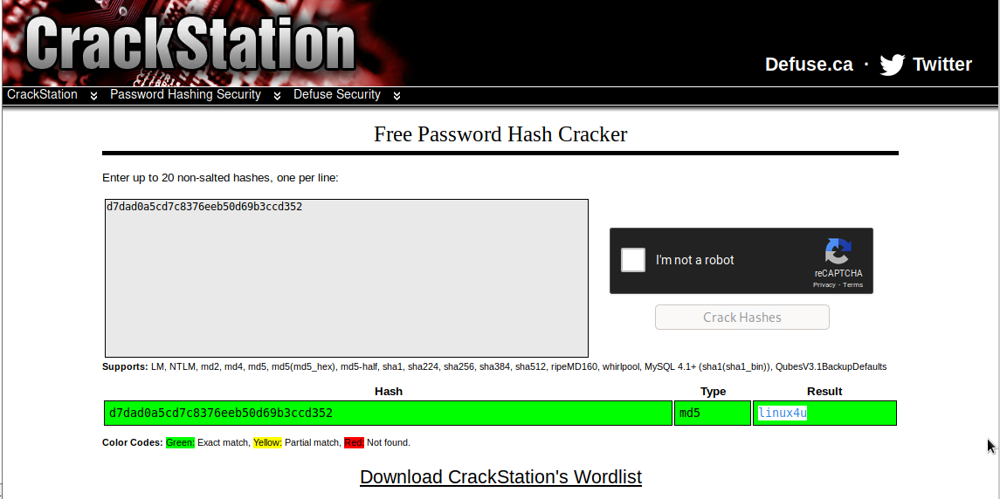 CrackStation
Defuse.ca · Twitter
CrackStation Password Hashing Security Defuse Security
Free Password Hash Cracker
Enter up to 20 non-salted hashes, one per line:
d7dad0a5cd7c8376eeb50d69b3ccd352
I'm not a robot
reCAPTCHA
Privacy - Terms
Crack Hashes
Supports: LM, NTLM, md2, md4, md5, md5(md5_hex), md5-half, sha1, sha224, sha256, sha384, sha512, ripeMD160, whirlpool, MySQL 4.1+ (sha1(sha1_bin)), QubesV3.1BackupDefaults
Hash Type Result
d7dad0a5cd7c8376eeb50d69b3ccd352 md5 linux4u
Color Codes: Green: Exact match, Yellow: Partial match, Red: Not found.
Download CrackStation's Wordlist